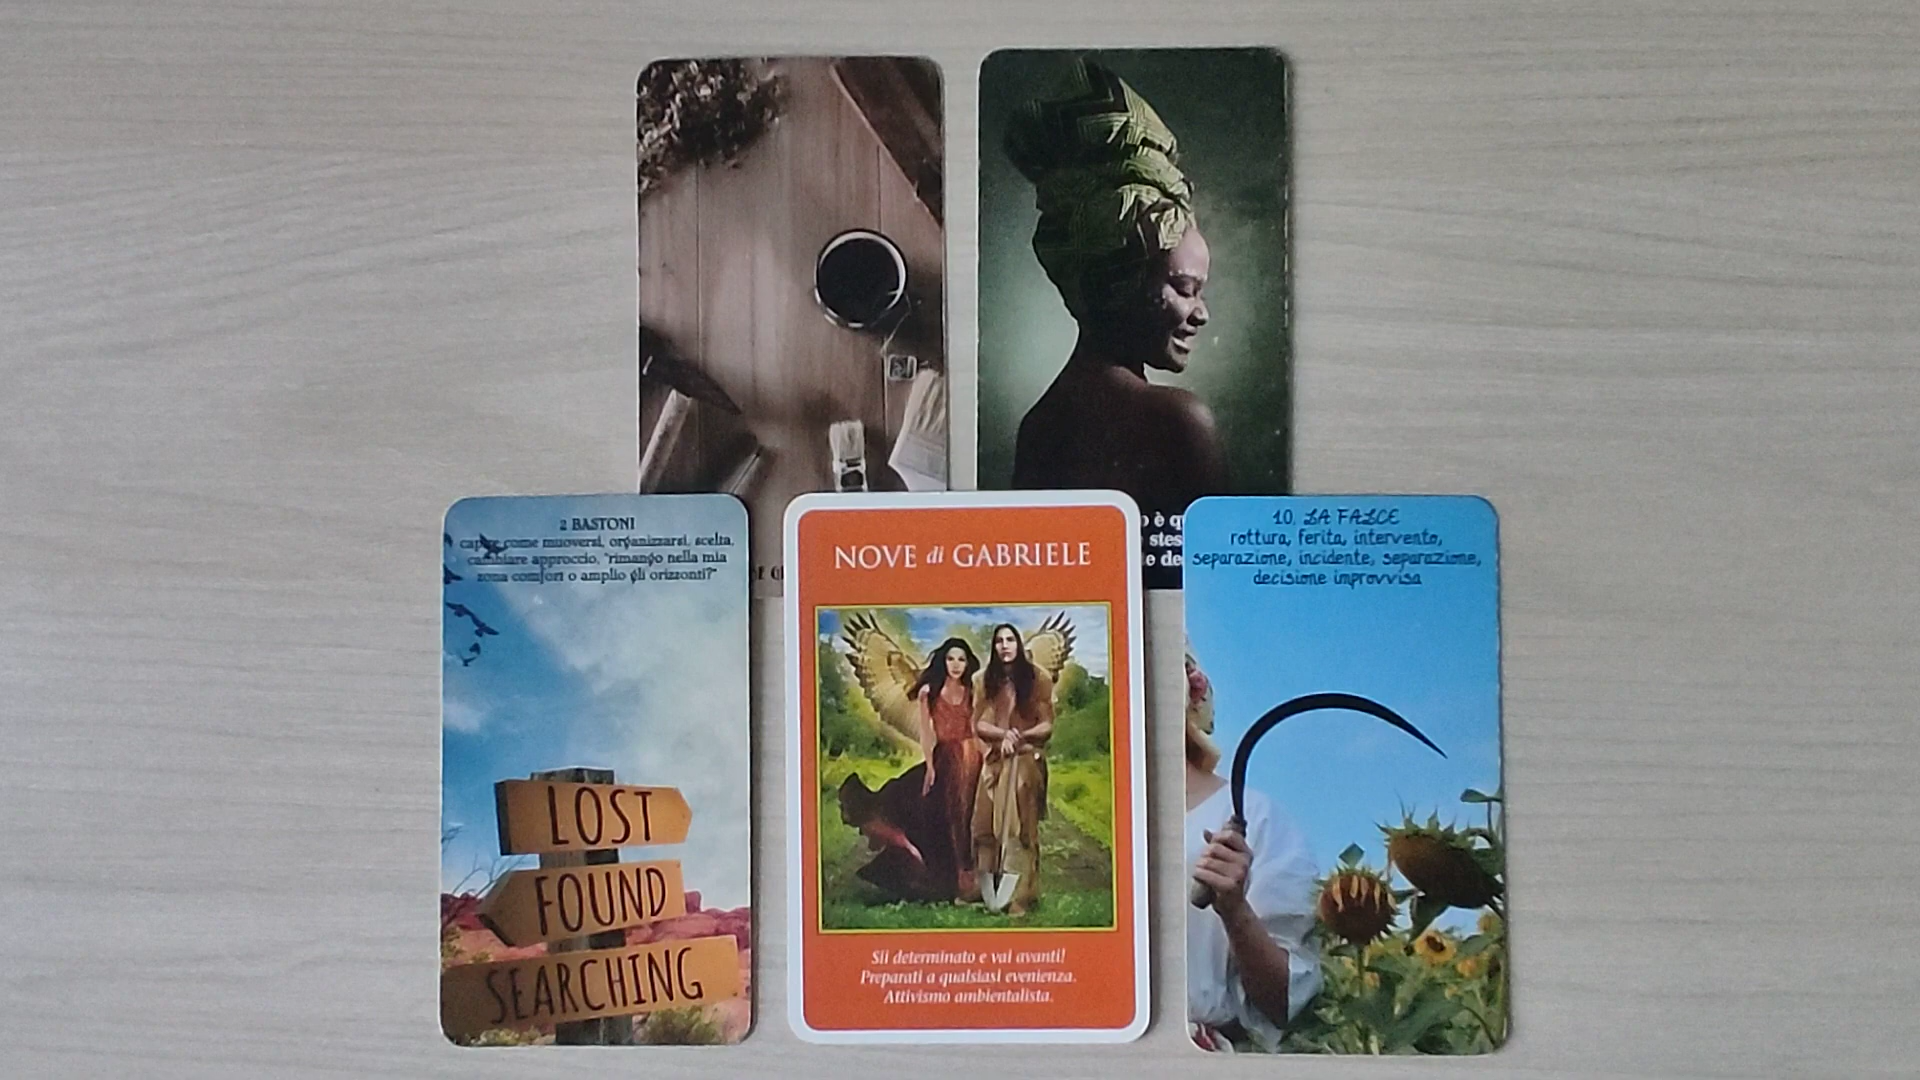 2 BASTONI
capire come muoversi, organizzarsi, scelta,
cambiare approccio, "rimango nella mia
zona comfort o amplio gli orizzonti?"
LOST
FOUND
SEARCHING
NOVE di GABRIELE
Sii determinato e vai avanti!
Preparati a qualsiasi evenienza.
Attivismo ambientalista.
è
10. LA FALCE
rottura, ferita, intervento,
separazione, incidente, separazione,
decisione improvvisa